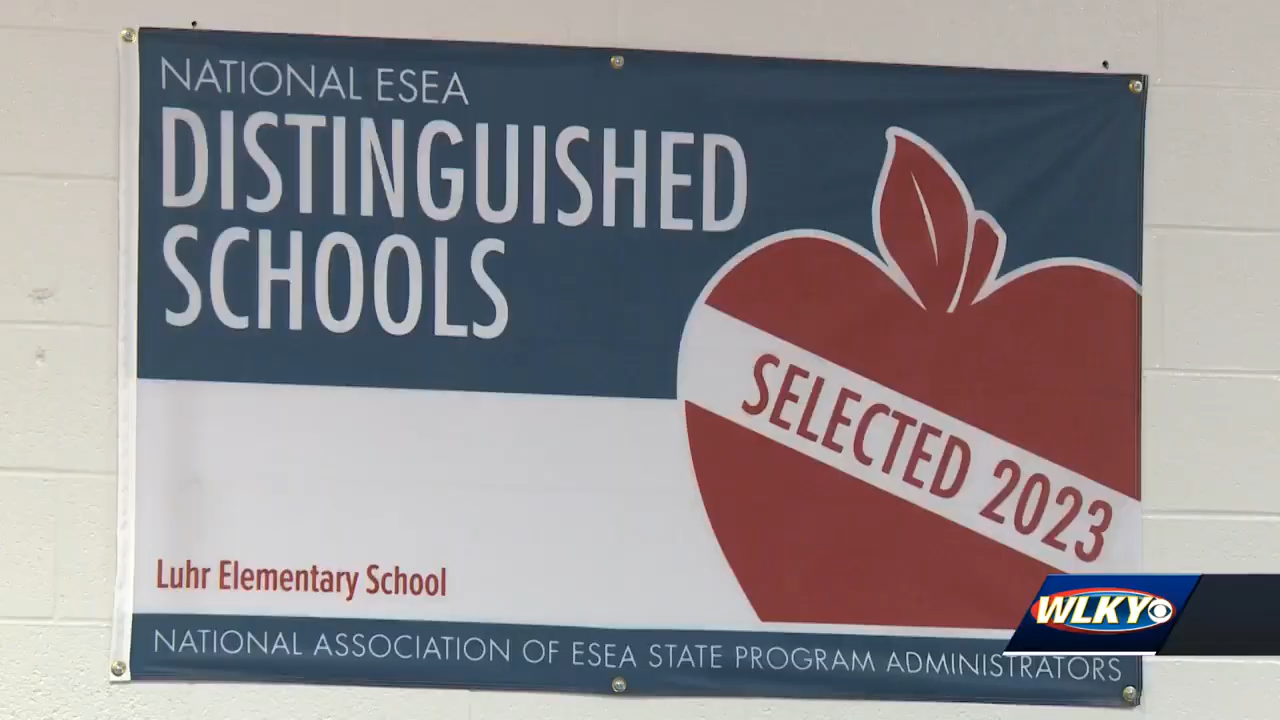 NATIONAL ESEA
DISTINGUISHED
SCHOOLS
SELECTED 2023
Luhr Elementary School
NATIONAL ASSOCIATION OF ESEA STATE PROGRAM ADMINISTRATORS
WLKY